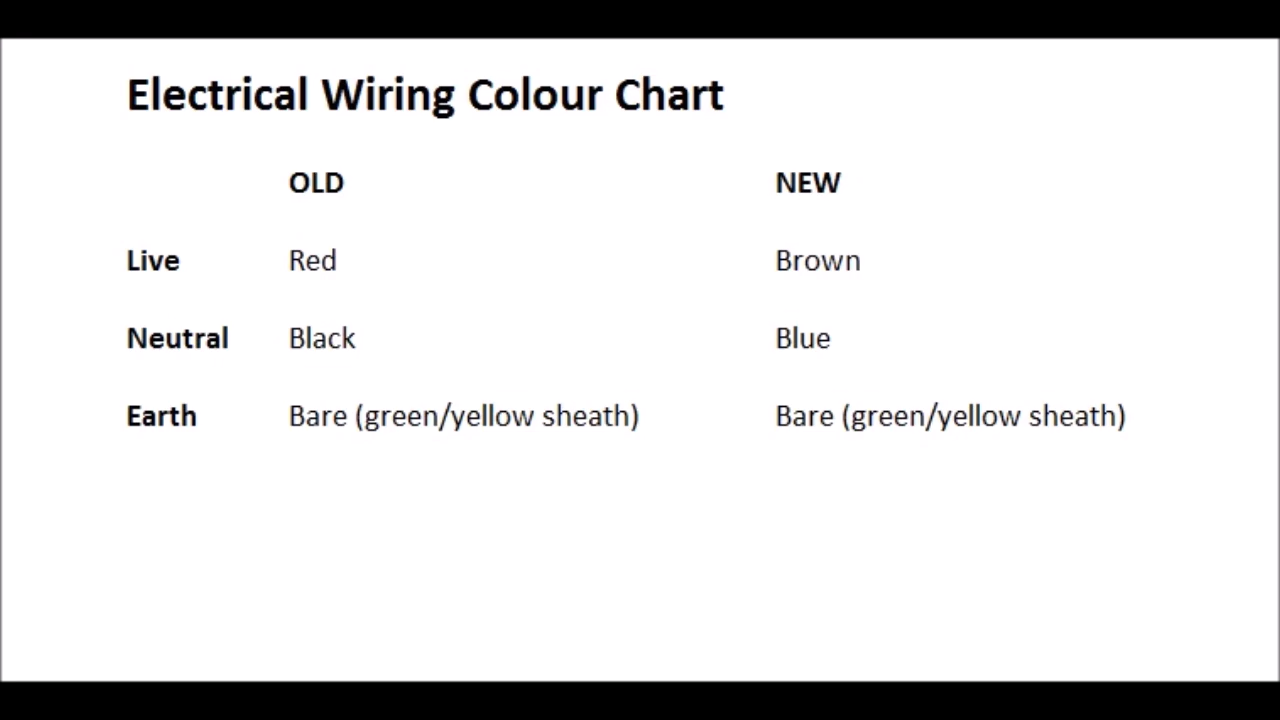 Electrical Wiring Colour Chart
OLD NEW
Live Red Brown
Neutral Black Blue
Earth Bare (green/yellow sheath) Bare (green/yellow sheath)